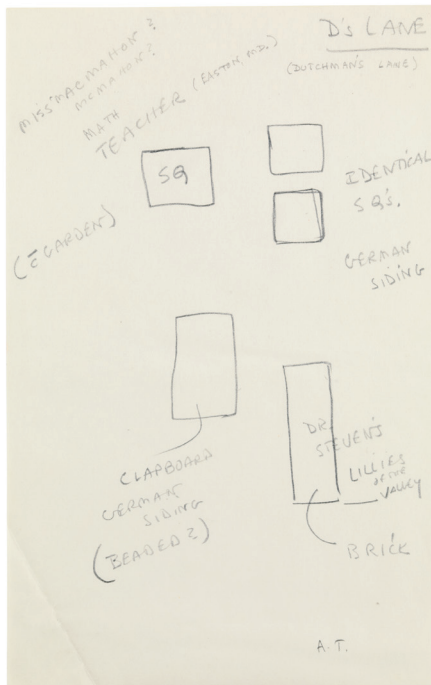 D's LANE
(DUTCHMAN'S LANE)
MISS MACMAHON?
MCMAHON?
MATH
TEACHER (EASTON, MD.)
SQ
IDENTICAL
SQ'S.
GERMAN
SIDING
GARDEN)
DR.
STEVEN'S
LILLIES
OF THE
VALLEY
CLAPBOARD
GERMAN
SIDING
(BEADED?)
BRICK
A.T.